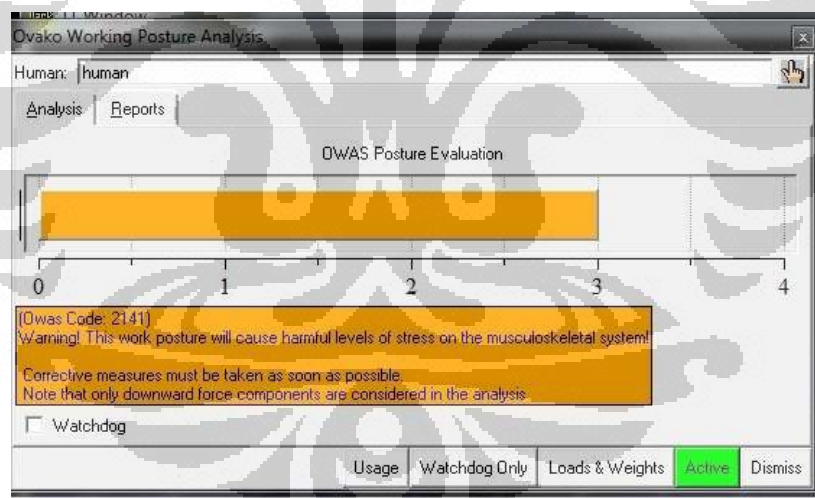 Ovako Working Posture Analysis
Human: human
Analysis Reports
OWAS Posture Evaluation
0 1 2 3 4
(Owas Code: 2141)
Warning! This work posture will cause harmful levels of stress on the musculoskeletal system!
Corrective measures must be taken as soon as possible.
Note that only downward force components are considered in the analysis
Watchdog
Usage Watchdog Only Loads & Weights Active Dismiss